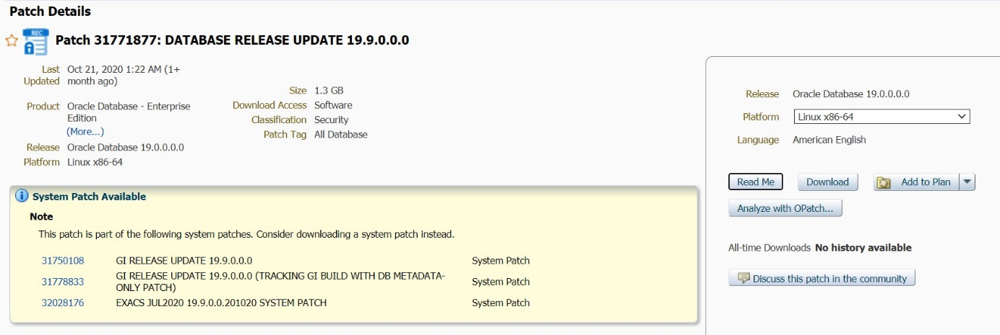 Patch Details
REC
Patch 31771877: DATABASE RELEASE UPDATE 19.9.0.0.0
Last Updated Oct 21, 2020 1:22 AM (1+ month ago)
Product Oracle Database - Enterprise Edition
(More...)
Release Oracle Database 19.0.0.0.0
Platform Linux x86-64
Size 1.3 GB
Download Access Software
Classification Security
Patch Tag All Database
System Patch Available
Note
This patch is part of the following system patches. Consider downloading a system patch instead.
31750108 GI RELEASE UPDATE 19.9.0.0.0 System Patch
31778833 GI RELEASE UPDATE 19.9.0.0.0 (TRACKING GI BUILD WITH DB METADATA-
ONLY PATCH) System Patch
32028176 EXACS JUL2020 19.9.0.0.201020 SYSTEM PATCH System Patch
Release Oracle Database 19.0.0.0.0
Platform Linux x86-64
Language American English
Read Me Download Add to Plan
Analyze with OPatch...
All-time Downloads No history available
Discuss this patch in the community